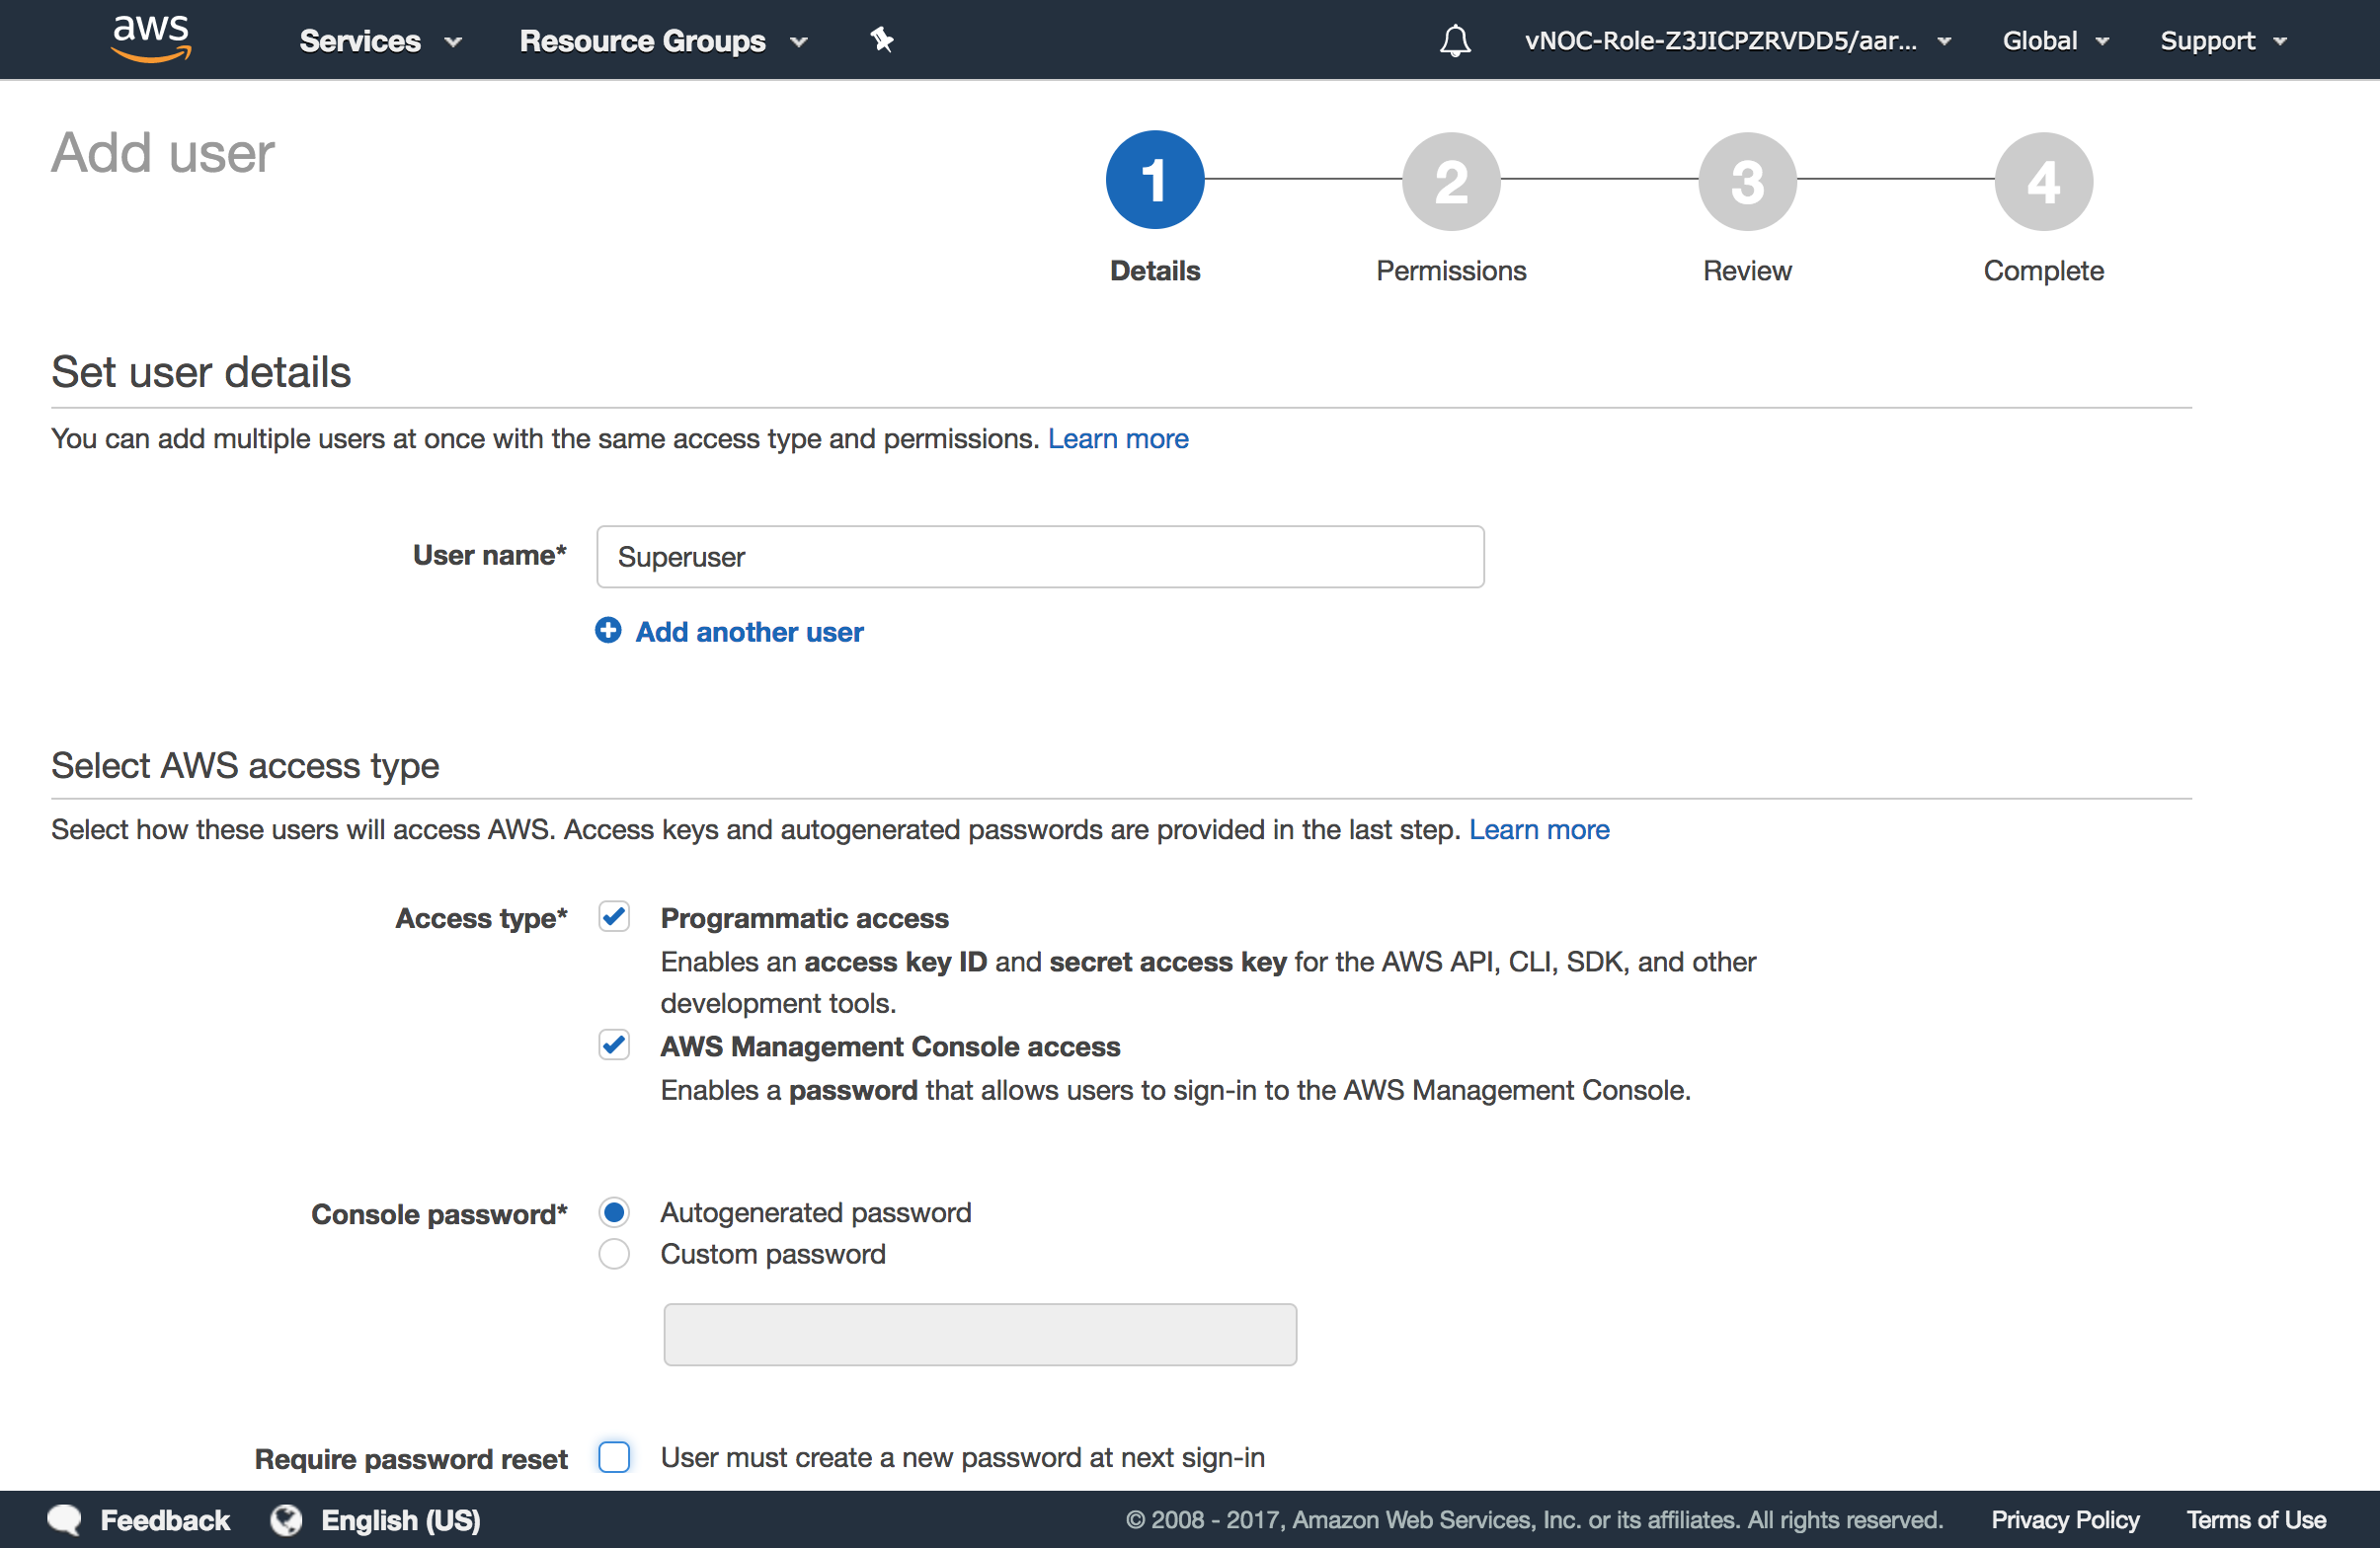 aws Services Resource Groups vNOC-Role-Z3JICPZRVDD5/aar... Global Support
Add user
1 2 3 4
Details Permissions Review Complete
Set user details
You can add multiple users at once with the same access type and permissions. Learn more
User name* Superuser
Add another user
Select AWS access type
Select how these users will access AWS. Access keys and autogenerated passwords are provided in the last step. Learn more
Access type* Programmatic access
Enables an access key ID and secret access key for the AWS API, CLI, SDK, and other
development tools.
AWS Management Console access
Enables a password that allows users to sign-in to the AWS Management Console.
Console password* Autogenerated password
Custom password
Require password reset User must create a new password at next sign-in
Feedback English (US) © 2008 - 2017, Amazon Web Services, Inc. or its affiliates. All rights reserved. Privacy Policy Terms of Use